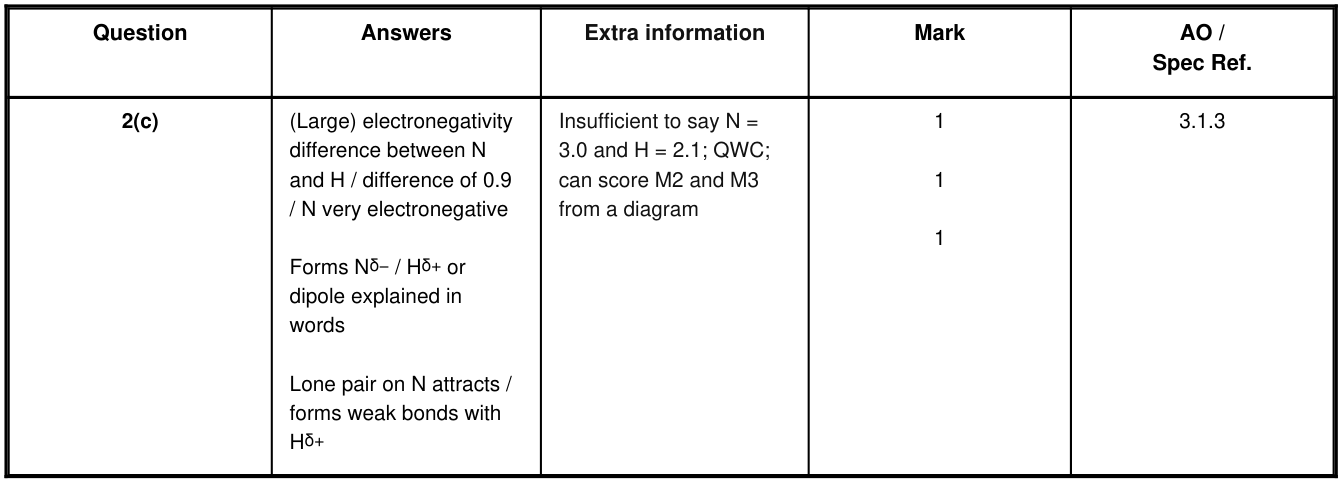 Question Answers Extra information Mark AO /
Spec Ref.
2(c)
(Large) electronegativity
difference between N
and H / difference of 0.9
/ N very electronegative
Forms Nδ− / Hδ+ or
dipole explained in
words
Lone pair on N attracts /
forms weak bonds with
Hδ+
Insufficient to say N =
3.0 and H = 2.1; QWC;
can score M2 and M3
from a diagram
1
1
1
3.1.3